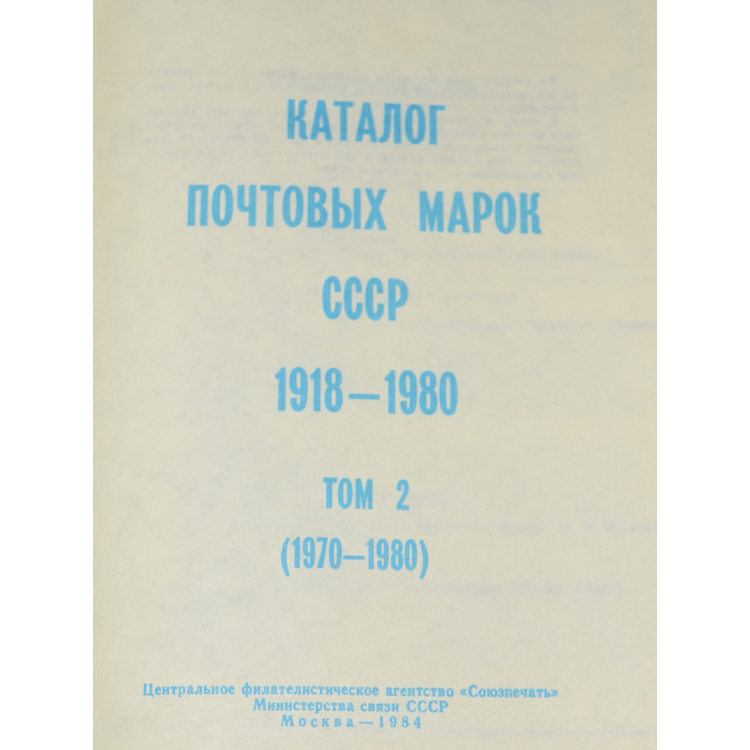 КАТАЛОГ
ПОЧТОВЫХ МАРОК
СССР
1918—1980
ТОМ 2
(1970—1980)
Центральное филателистическое агентство «Союзпечать»
Министерства связи СССР
Москва—1984